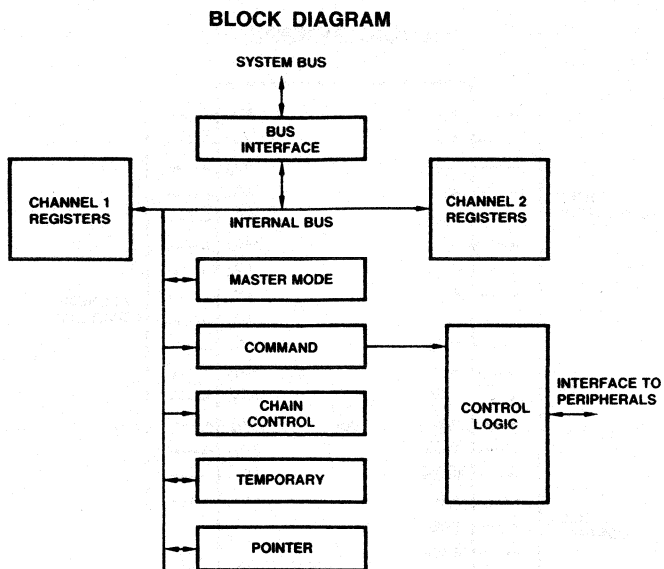 BLOCK DIAGRAM
SYSTEM BUS
BUS
INTERFACE
CHANNEL 1
REGISTERS
CHANNEL 2
REGISTERS
INTERNAL BUS
MASTER MODE
COMMAND
CHAIN
CONTROL
CONTROL
LOGIC
INTERFACE TO
PERIPHERALS
TEMPORARY
POINTER